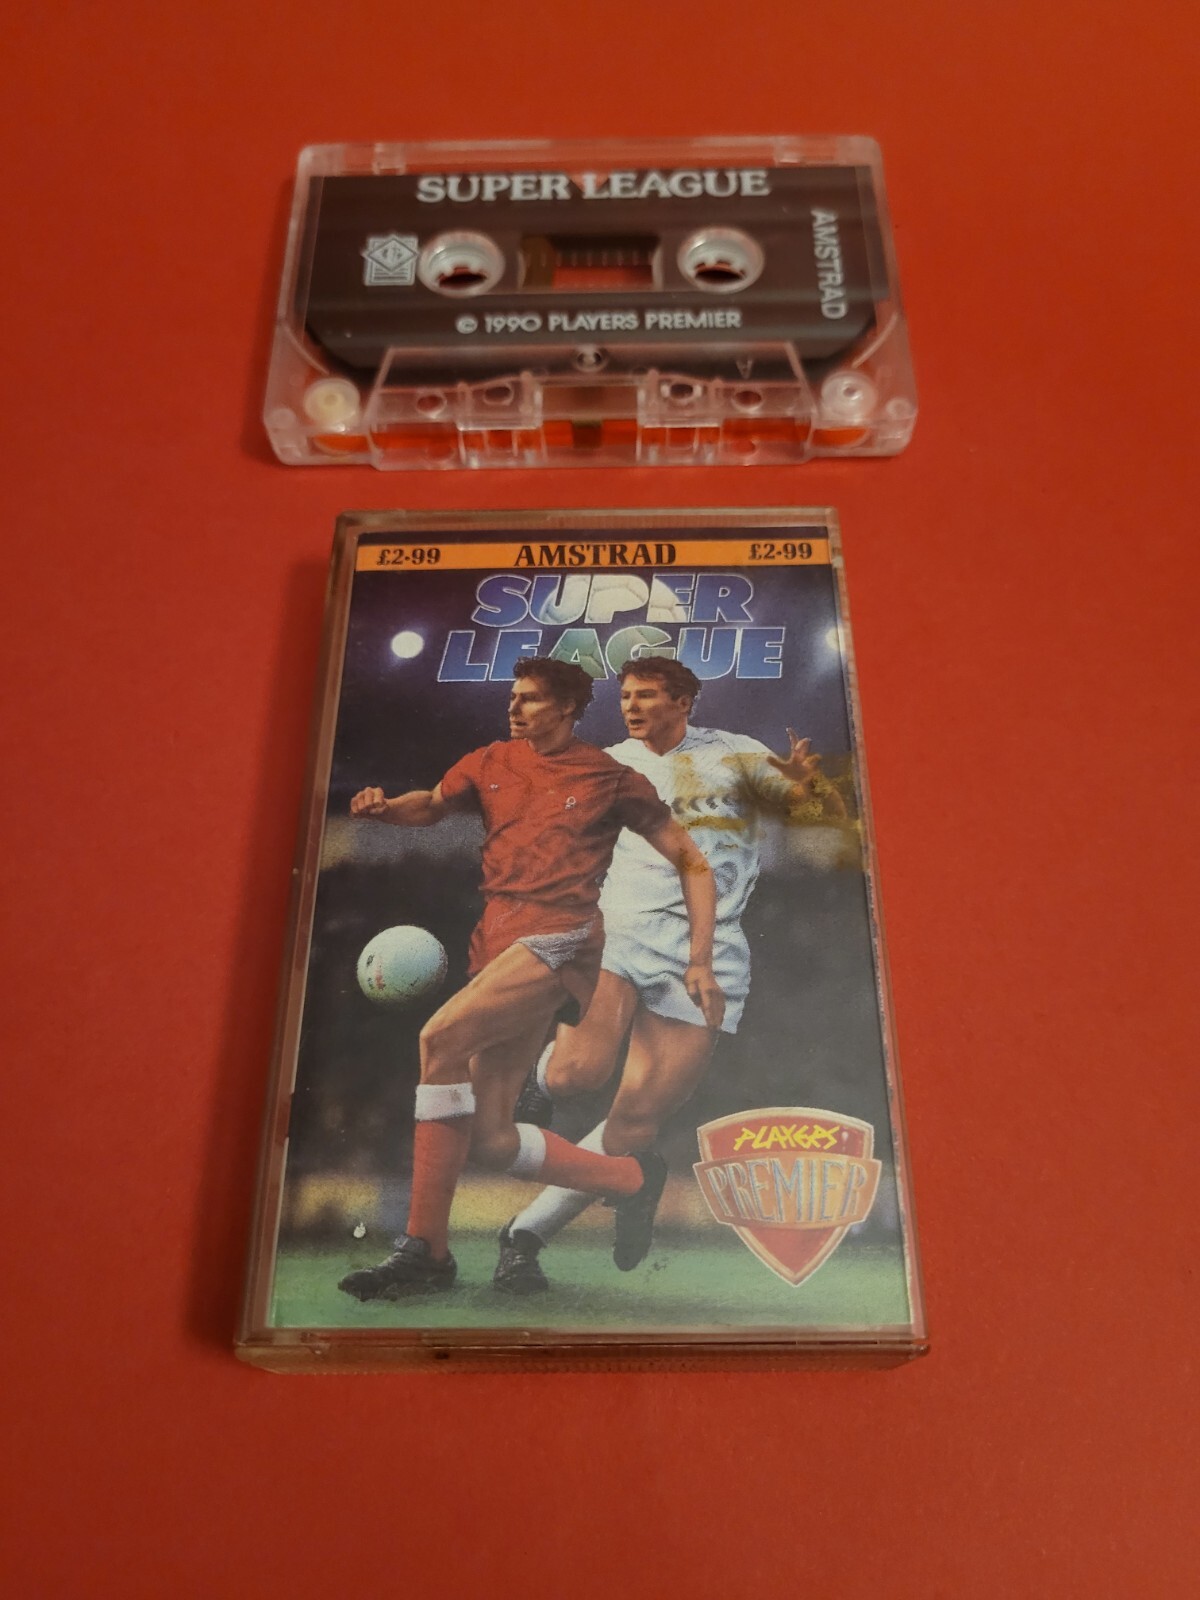 SUPER LEAGUE
AMSTRAD
© 1990 PLAYERS PREMIER
A
£2·99 AMSTRAD £2·99
SUPER
LEAGUE
PLAYERS
PREMIER